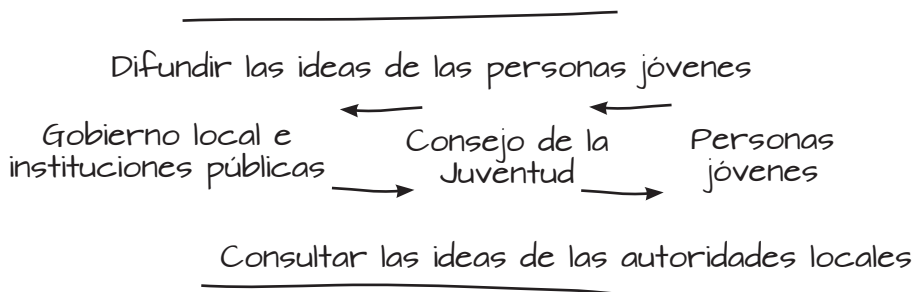 Difundir las ideas de las personas jóvenes
Gobierno local e
instituciones públicas
Consejo de la
Juventud
Personas
jóvenes
Consultar las ideas de las autoridades locales